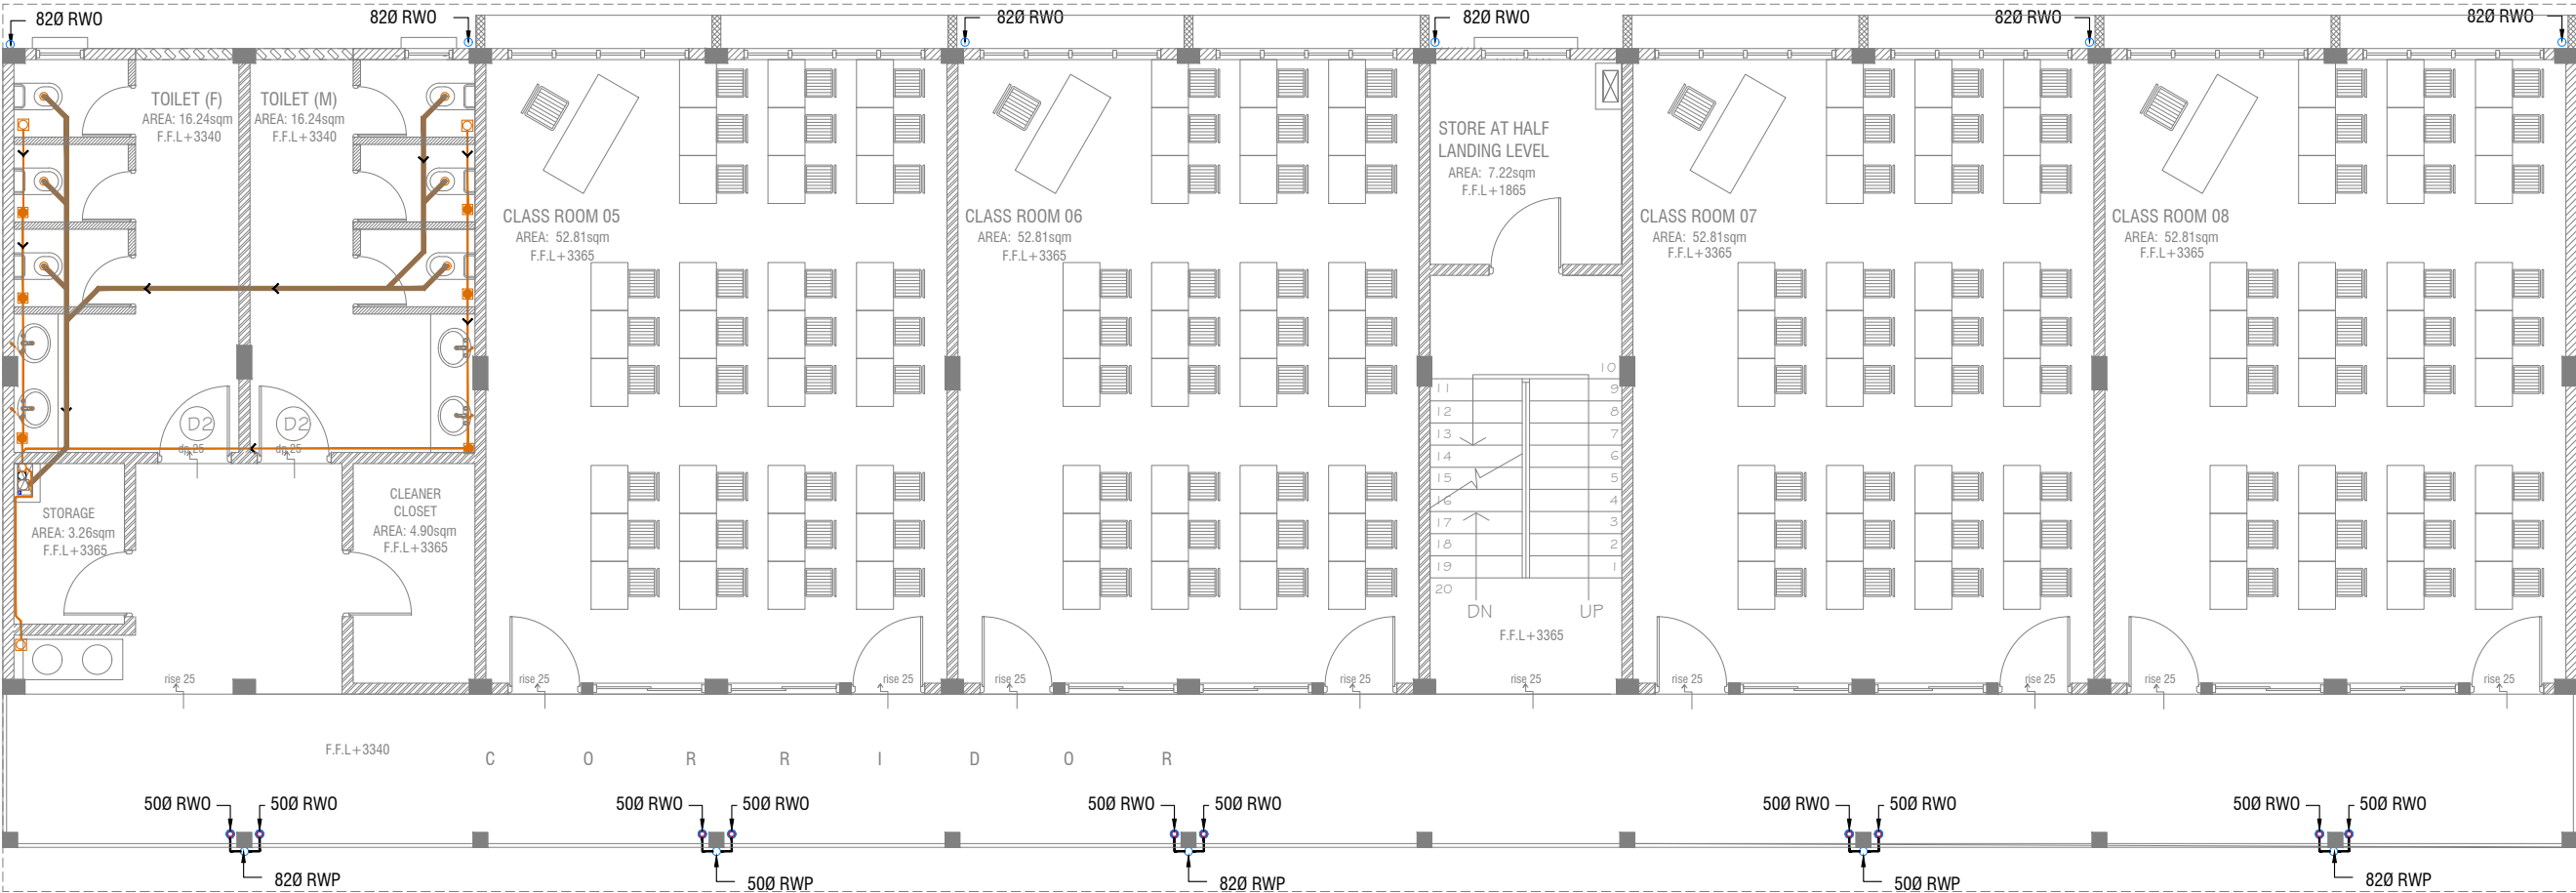 82Ø RWO
82Ø RWO
82Ø RWO
82Ø RWO
82Ø RWO
82Ø RWO
TOILET (F)
AREA: 16.24sqm
F.F.L+3340
TOILET (M)
AREA: 16.24sqm
F.F.L+3340
STORE AT HALF
LANDING LEVEL
AREA: 7.22sqm
F.F.L+1865
CLASS ROOM 05
AREA: 52.81sqm
F.F.L+3365
CLASS ROOM 06
AREA: 52.81sqm
F.F.L+3365
CLASS ROOM 07
AREA: 52.81sqm
F.F.L+3365
CLASS ROOM 08
AREA: 52.81sqm
F.F.L+3365
10
11
9
12
8
13
7
14
6
15
5
16
4
17
3
18
2
19
1
20
DN
UP
F.F.L+3365
D2
D2
dp 25
dp 25
STORAGE
AREA: 3.26sqm
F.F.L+3365
CLEANER
CLOSET
AREA: 4.90sqm
F.F.L+3365
rise 25
rise 25
rise 25
rise 25
rise 25
rise 25
rise 25
rise 25
rise 25
rise 25
F.F.L+3340
C O R R I D O R
50Ø RWO
50Ø RWO
50Ø RWO
50Ø RWO
50Ø RWO
50Ø RWO
50Ø RWO
50Ø RWO
50Ø RWO
50Ø RWO
82Ø RWP
50Ø RWP
82Ø RWP
50Ø RWP
82Ø RWP